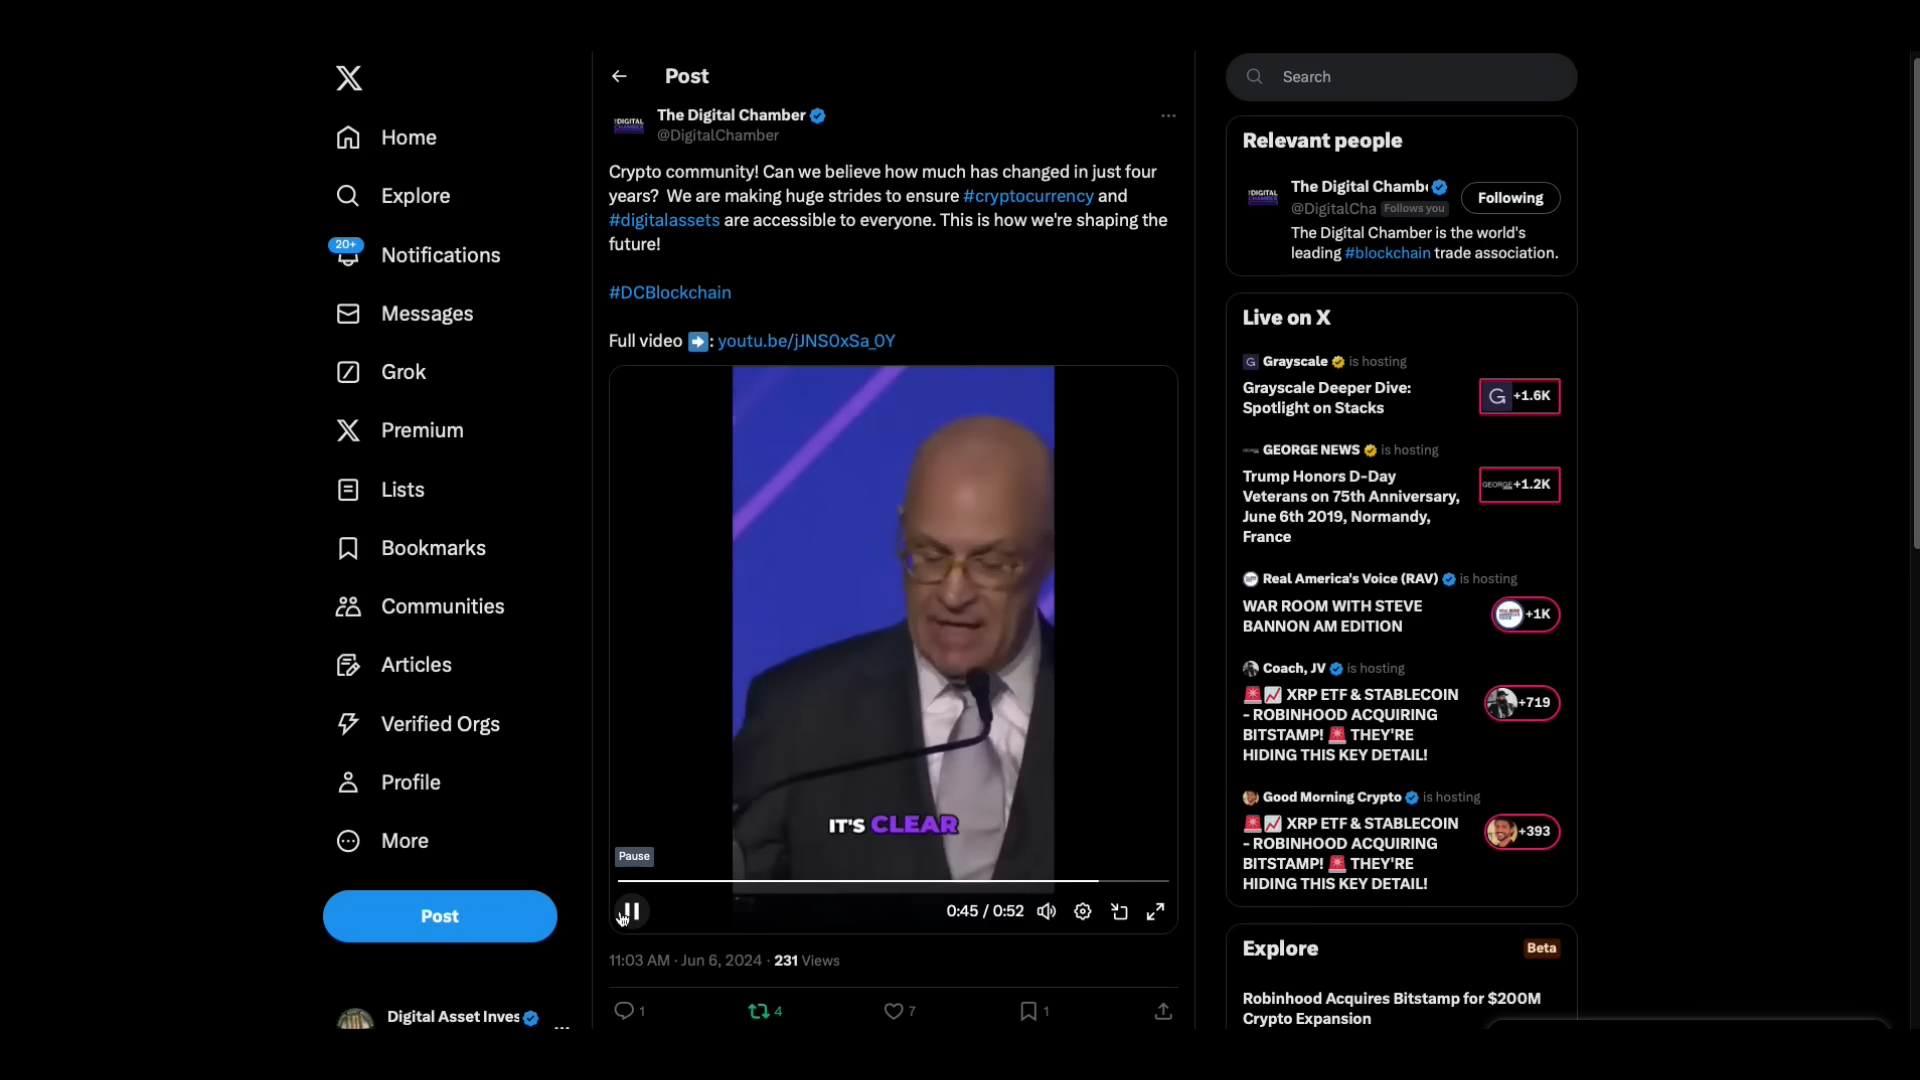 Home
Explore
20+
Notifications
Messages
Grok
Premium
Lists
Bookmarks
Communities
Articles
Verified Orgs
Profile
More
Post
Digital Asset Inves
Post
DIGITAL
CHAMBER
The Digital Chamber
@DigitalChamber
Crypto community! Can we believe how much has changed in just four
years?  We are making huge strides to ensure #cryptocurrency and
#digitalassets are accessible to everyone. This is how we're shaping the
future!
#DCBlockchain
Full video ➡️: youtu.be/jJNS0xSa_0Y
IT'S CLEAR
Pause
0:45 / 0:52
11:03 AM · Jun 6, 2024 · 231 Views
1
4
7
1
Search
Relevant people
DIGITAL
CHAMBER
The Digital Chamb
@DigitalCha Follows you
Following
The Digital Chamber is the world's
leading #blockchain trade association.
Live on X
G Grayscale is hosting
Grayscale Deeper Dive:
Spotlight on Stacks
G +1.6K
GEORGE NEWS is hosting
Trump Honors D-Day
Veterans on 75th Anniversary,
June 6th 2019, Normandy,
France
GEORGE +1.2K
Real America's Voice (RAV) is hosting
WAR ROOM WITH STEVE
BANNON AM EDITION
+1K
Coach, JV is hosting
🚨📈 XRP ETF & STABLECOIN
- ROBINHOOD ACQUIRING
BITSTAMP! 🚨 THEY'RE
HIDING THIS KEY DETAIL!
+719
Good Morning Crypto is hosting
🚨📈 XRP ETF & STABLECOIN
- ROBINHOOD ACQUIRING
BITSTAMP! 🚨 THEY'RE
HIDING THIS KEY DETAIL!
+393
Explore
Beta
Robinhood Acquires Bitstamp for $200M
Crypto Expansion